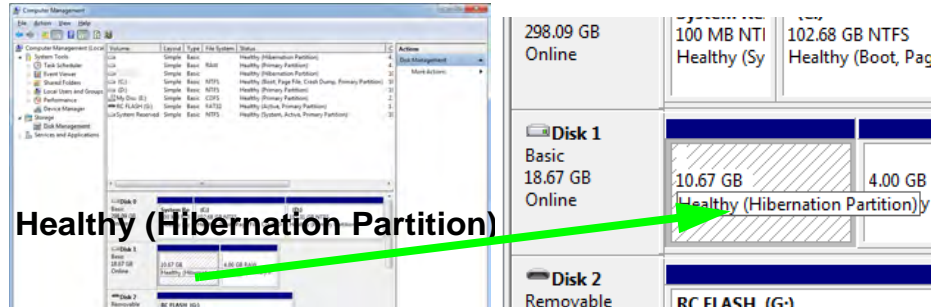 Computer Management
File Action View Help
Computer Management (Local
System Tools
Task Scheduler
Event Viewer
Shared Folders
Local Users and Groups
Performance
Device Manager
Storage
Disk Management
Services and Applications
Volume Layout Type File System Status C
Simple Basic Healthy (Hibernation Partition)
Simple Basic RAW Healthy (Primary Partition)
Simple Basic Healthy (Hibernation Partition)
(C:) Simple Basic NTFS Healthy (Boot, Page File, Crash Dump, Primary Partition)
(D:) Simple Basic NTFS Healthy (Primary Partition)
My Disc (E:) Simple Basic CDFS Healthy (Primary Partition)
RC FLASH (G:) Simple Basic FAT32 Healthy (Active, Primary Partition)
System Reserved Simple Basic NTFS Healthy (System, Active, Primary Partition)
Actions
Disk Management
More Actions
Disk 0
Basic
298.09 GB
System Re (C:) (D:)
Healthy (Hibernation Partition)
Disk 1
Basic
18.67 GB
Online
10.67 GB
4.00 GB RAW
Disk 2
Removable
RC FLASH (G:)
298.09 GB
Online
100 MB NTI
Healthy (Sy
102.68 GB NTFS
Healthy (Boot, Pag
Disk 1
Basic
18.67 GB
Online
10.67 GB
4.00 GB
Healthy (Hibernation Partition) y
Disk 2
Removable
RC FLASH (G:)